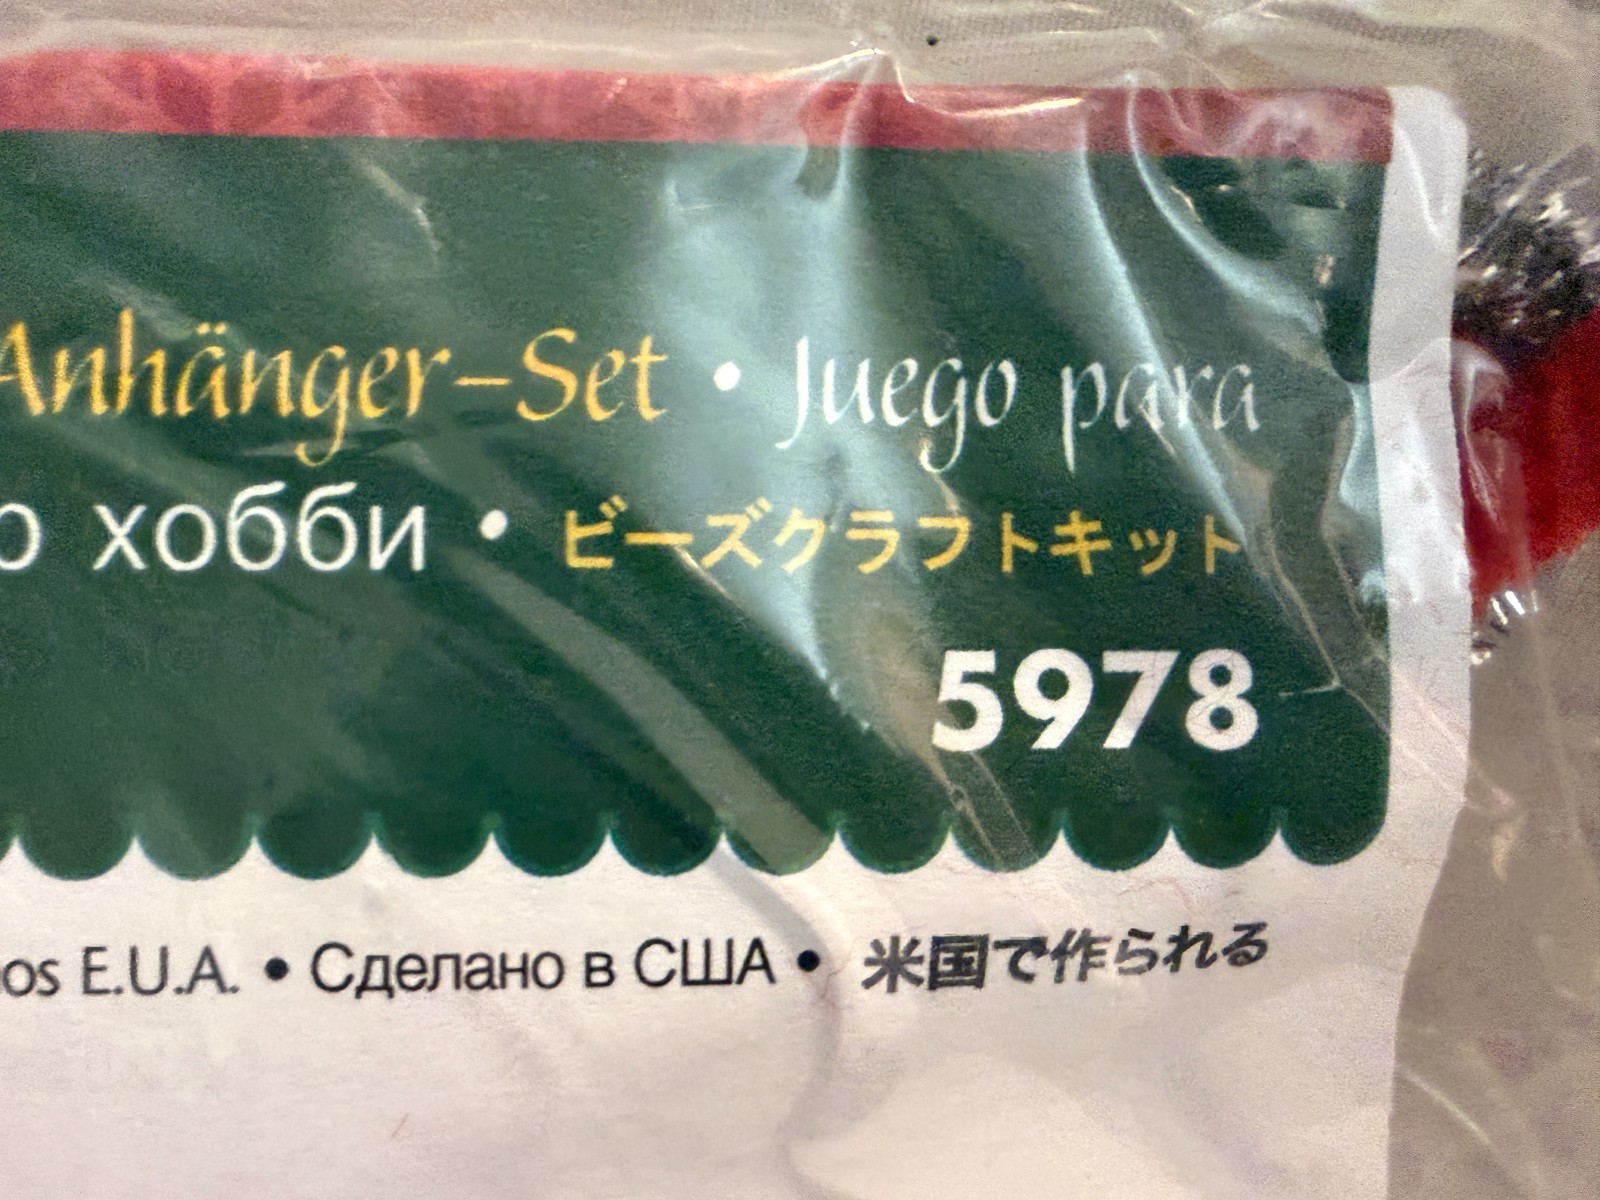 Anhänger-Set • Juego para
хобби • ビーズクラフトキット
5978
E.U.A. • Сделано в США • 米国で作られる